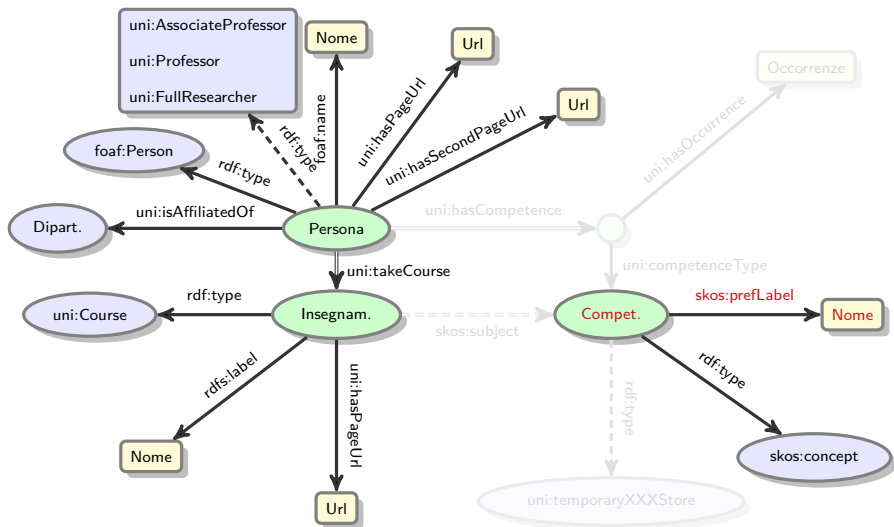 uni:AssociateProfessor
uni:Professor
uni:FullResearcher
Nome
Url
Occorrenze
Url
foaf:Person
rdf:type
rdf:type
foaf:name
uni:hasPageUrl
uni:hasSecondPageUrl
uni:hasOccurrence
Dipart.
uni:isAffiliatedOf
Persona
uni:hasCompetence
uni:takeCourse
uni:competenceType
uni:Course
rdf:type
Insegnam.
skos:subject
Compet.
skos:prefLabel
Nome
rdfs:label
uni:hasPageUrl
rdf:type
rdf:type
Nome
skos:concept
Url
uni:temporaryXXXStore